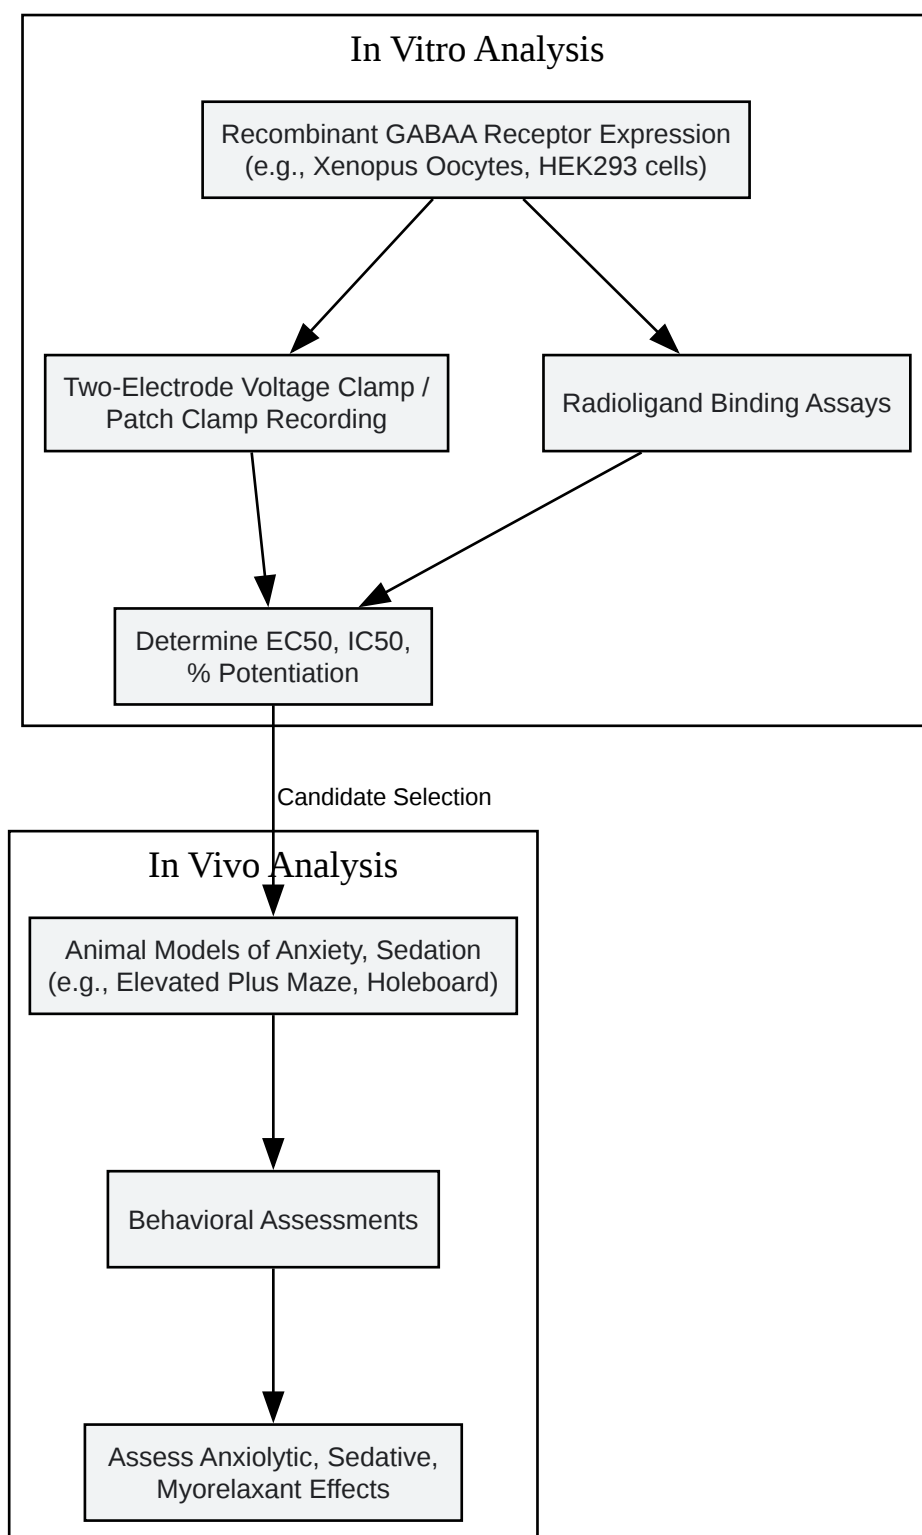 In Vitro Analysis
Recombinant GABAA Receptor Expression
(e.g., Xenopus Oocytes, HEK293 cells)
Two-Electrode Voltage Clamp /
Patch Clamp Recording
Radioligand Binding Assays
Determine EC50, IC50,
% Potentiation
Candidate Selection
In Vivo Analysis
Animal Models of Anxiety, Sedation
(e.g., Elevated Plus Maze, Holeboard)
Behavioral Assessments
Assess Anxiolytic, Sedative,
Myorelaxant Effects